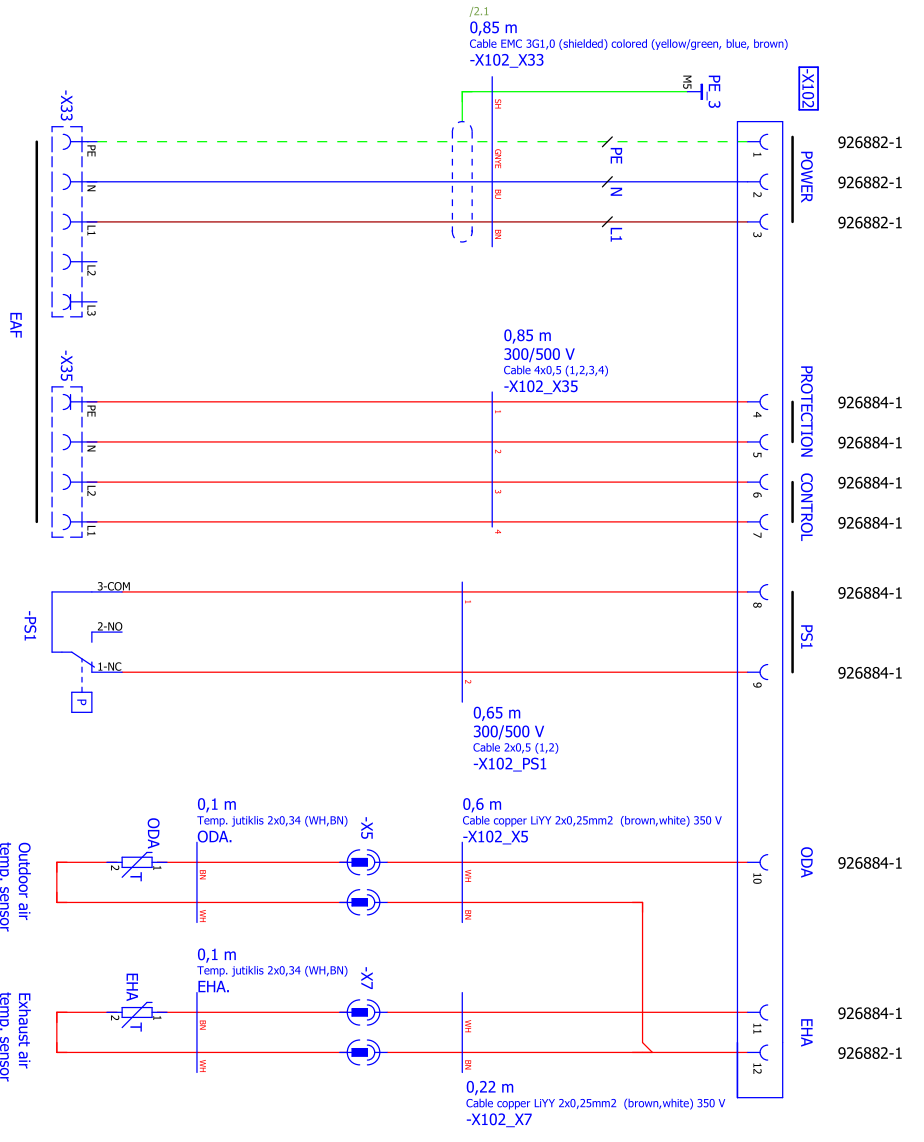 /2.1
0,85 m
Cable EMC 3G1,0 (shielded) colored (yellow/green, blue, brown)
-X102_X33
M5
PE_3
-X102
SH
-X33
PE
GNYE
PE
1
POWER
926882-1
N
BU
N
2
926882-1
L1
BN
L1
3
926882-1
L2
L3
EAF
0,85 m
300/500 V
Cable 4x0,5 (1,2,3,4)
-X102_X35
-X35
PE
1
4
PROTECTION
926884-1
N
2
5
926884-1
L2
3
6
CONTROL
926884-1
L1
4
7
926884-1
-PS1
3-COM
1
8
PS1
926884-1
2-NO
1-NC
2
9
926884-1
P
0,65 m
300/500 V
Cable 2x0,5 (1,2)
-X102_PS1
0,1 m
Temp. jutiklis 2x0,34 (WH,BN)
ODA.
-X5
0,6 m
Cable copper LiYY 2x0,25mm2 (brown,white) 350 V
-X102_X5
Outdoor air
temp. sensor
ODA
2
1
T
BN
WH
WH
BN
10
ODA
926884-1
0,1 m
Temp. jutiklis 2x0,34 (WH,BN)
EHA.
-X7
Exhaust air
temp. sensor
EHA
2
1
T
BN
WH
WH
BN
11
EHA
926884-1
12
926882-1
0,22 m
Cable copper LiYY 2x0,25mm2 (brown,white) 350 V
-X102_X7